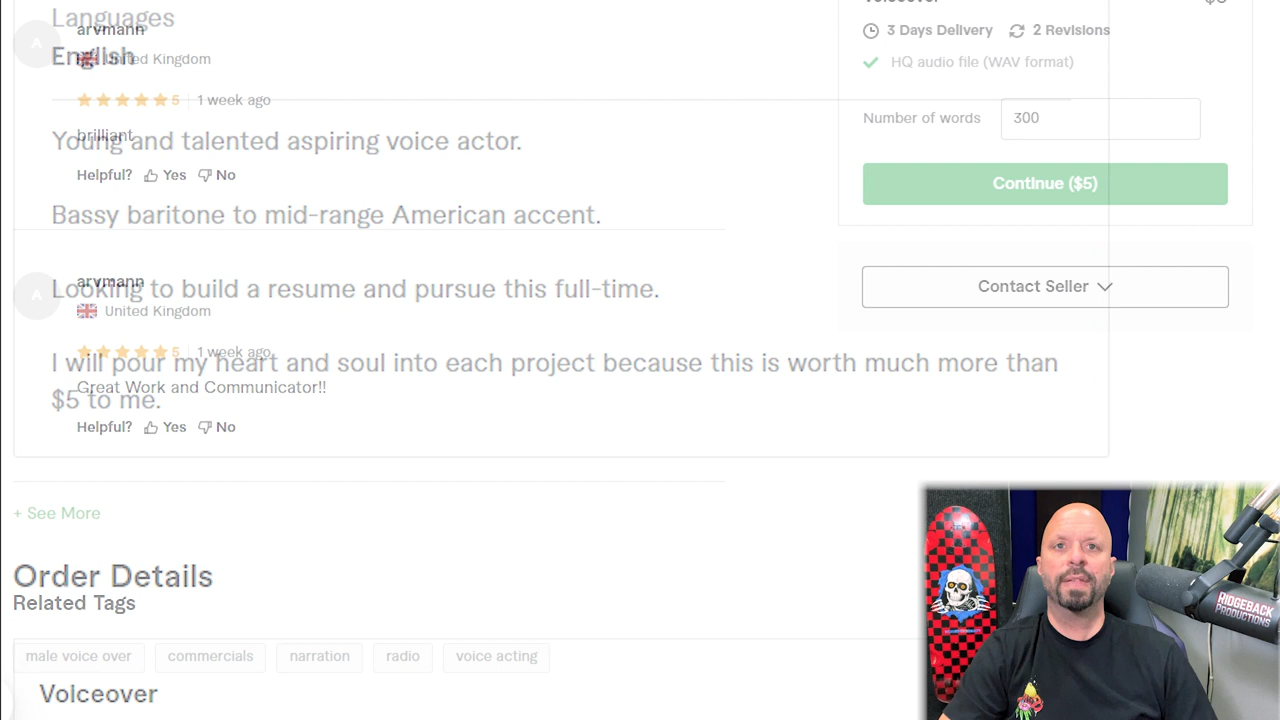 Languages
English
Young and talented aspiring voice actor.
Bassy baritone to mid-range American accent.
Looking to build a resume and pursue this full-time.
I will pour my heart and soul into each project because this is worth much more than
$5 to me.
A
arvmann
United Kingdom
5 1 week ago
brilliant
Helpful? Yes No
A
arvmann
United Kingdom
5 1 week ago
Great Work and Communicator!!
Helpful? Yes No
+ See More
Order Details
Related Tags
male voice over commercials narration radio voice acting
Voiceover
3 Days Delivery 2 Revisions
HQ audio file (WAV format)
Number of words 300
Continue ($5)
Contact Seller
RIDGEBACK
PRODUCTIONS